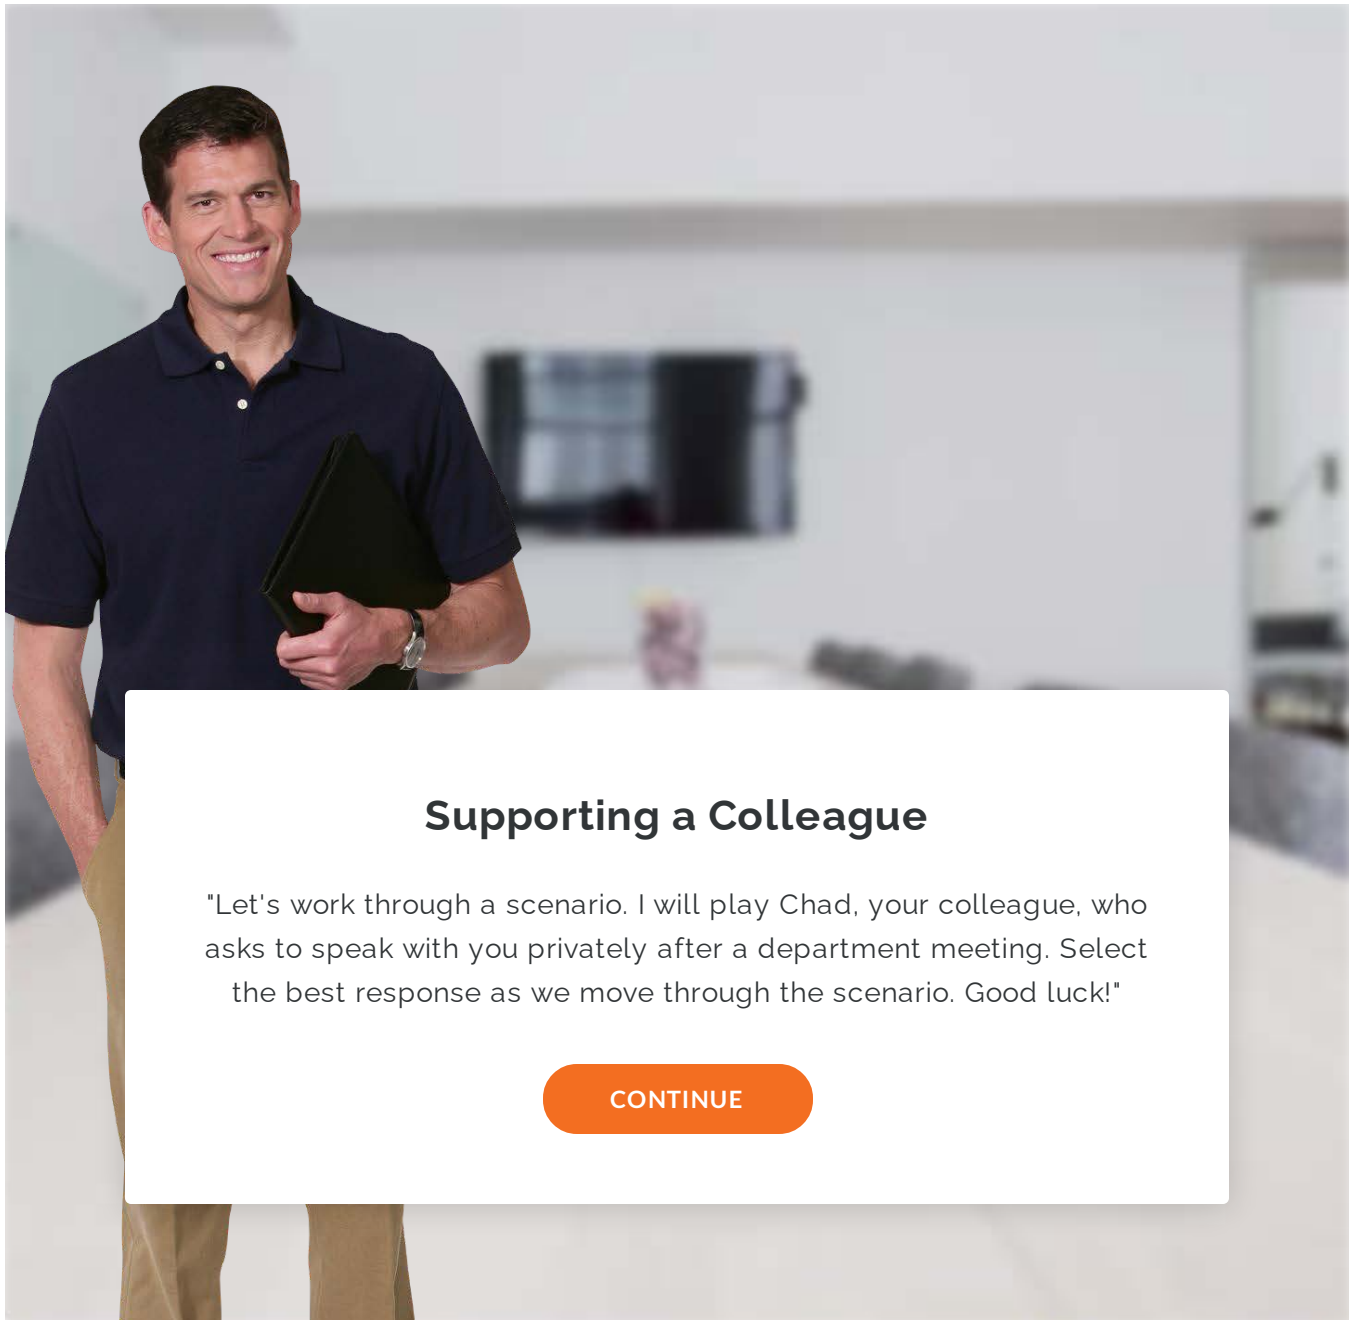 Supporting a Colleague
"Let's work through a scenario. I will play Chad, your colleague, who
asks to speak with you privately after a department meeting. Select
the best response as we move through the scenario. Good luck!"
CONTINUE